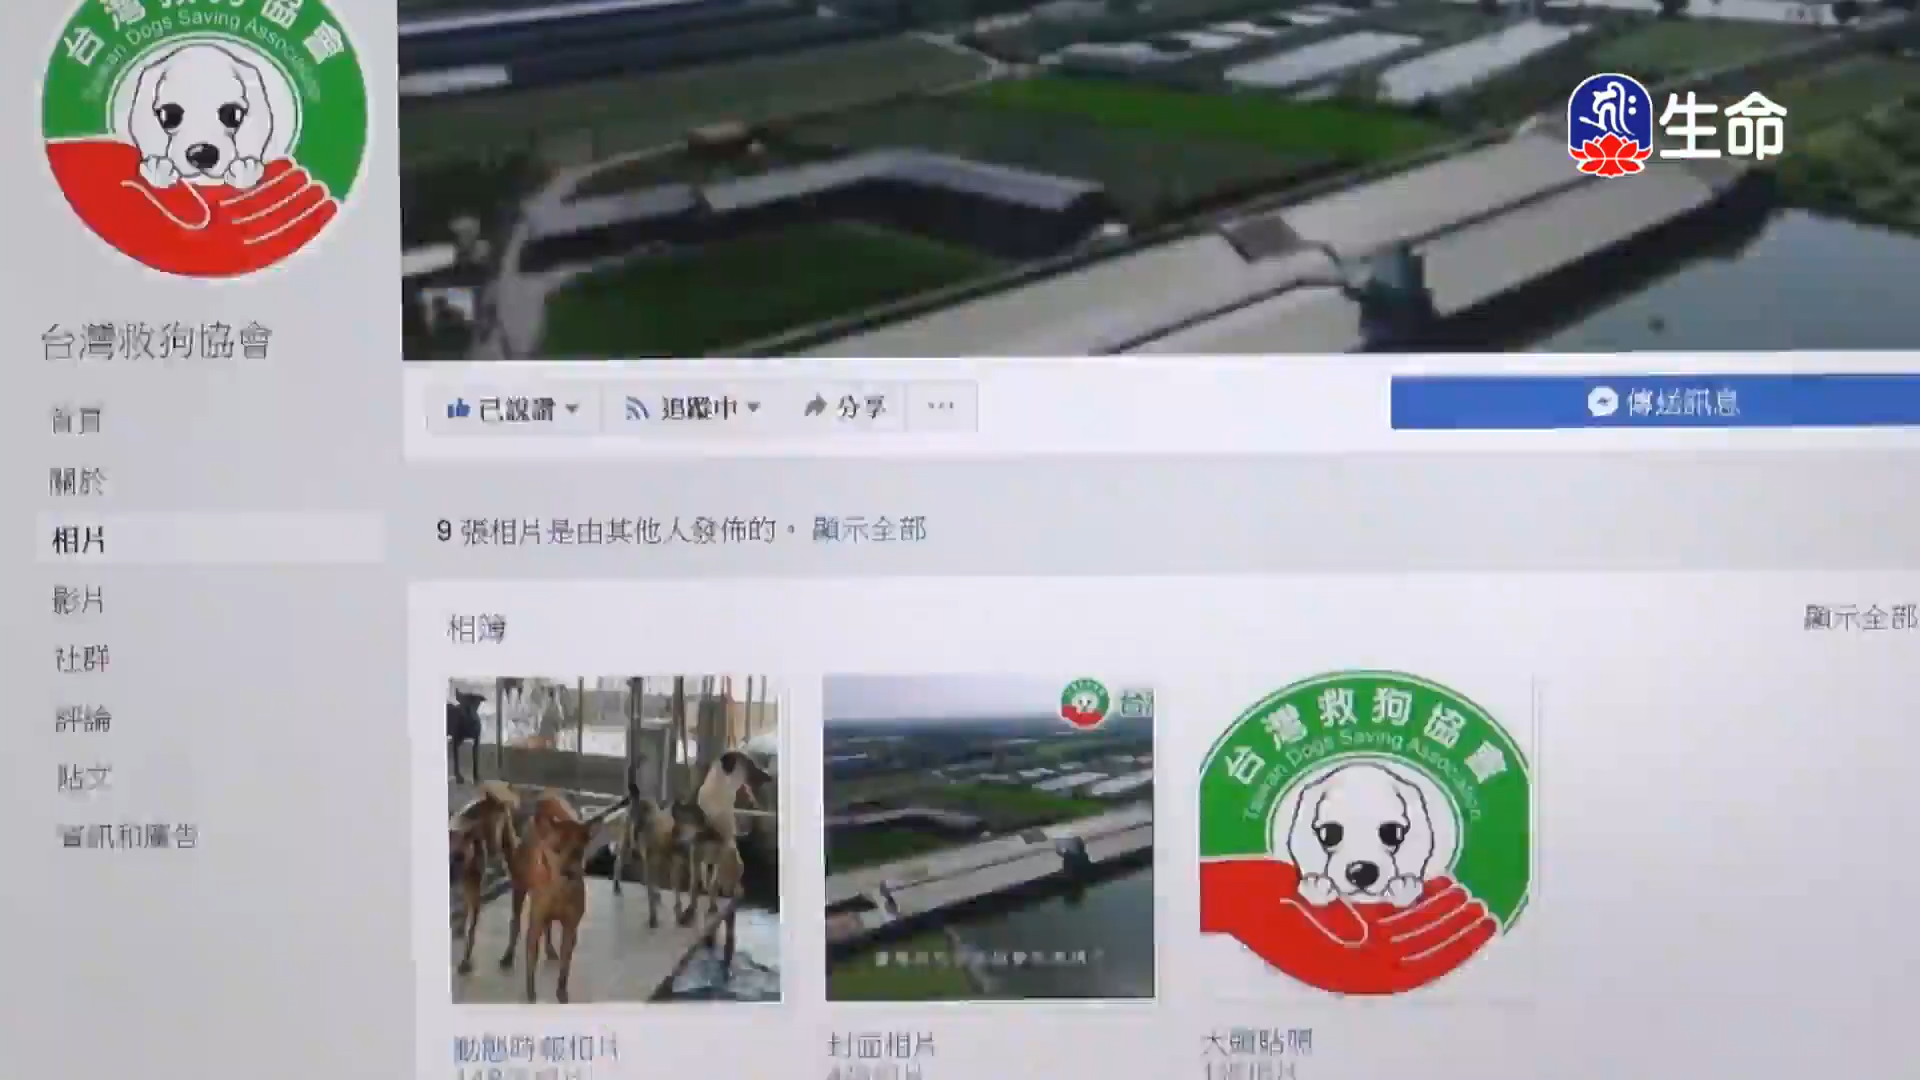 台灣救狗協會
Taiwan Dogs Saving Association
生命
台灣救狗協會
首頁
關於
相片
影片
社群
評論
貼文
資訊和廣告
已說讚
追蹤中
分享
傳送訊息
9 張相片是由其他人發佈的。 顯示全部
相簿
顯示全部
台灣救狗協會
Taiwan Dogs Saving Association
動態時報相片
封面相片
大頭貼照